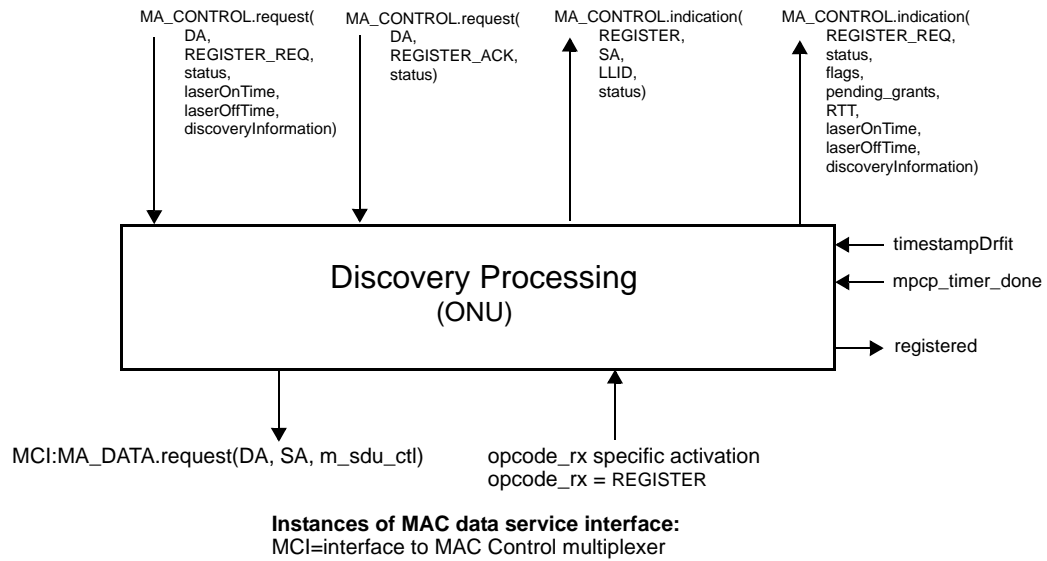 MA_CONTROL.request(
DA,
REGISTER_REQ,
status,
laserOnTime,
laserOffTime,
discoveryInformation)
MA_CONTROL.request(
DA,
REGISTER_ACK,
status)
MA_CONTROL.indication(
REGISTER,
SA,
LLID,
status)
MA_CONTROL.indication(
REGISTER_REQ,
status,
flags,
pending_grants,
RTT,
laserOnTime,
laserOffTime,
discoveryInformation)
Discovery Processing
(ONU)
timestampDrfit
mpcp_timer_done
registered
MCI:MA_DATA.request(DA, SA, m_sdu_ctl)
opcode_rx specific activation
opcode_rx = REGISTER
Instances of MAC data service interface:
MCI=interface to MAC Control multiplexer